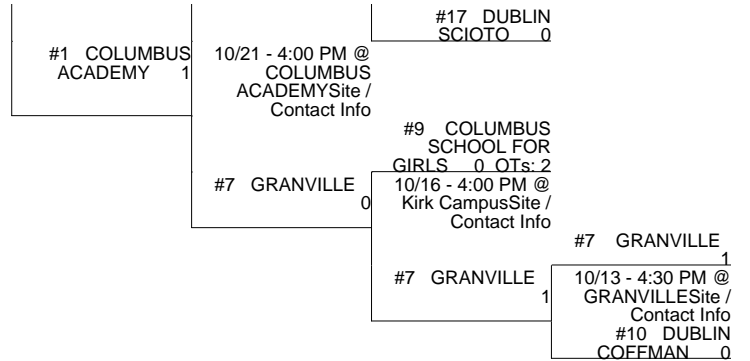 #17 DUBLIN
SCIOTO 0
#1 COLUMBUS
ACADEMY 1
10/21 - 4:00 PM @
COLUMBUS
ACADEMYSite /
Contact Info
#9 COLUMBUS
SCHOOL FOR
GIRLS 0 OTs: 2
#7 GRANVILLE
0
10/16 - 4:00 PM @
Kirk CampusSite /
Contact Info
#7 GRANVILLE
1
#7 GRANVILLE
1
10/13 - 4:30 PM @
GRANVILLESite /
Contact Info
#10 DUBLIN
COFFMAN 0